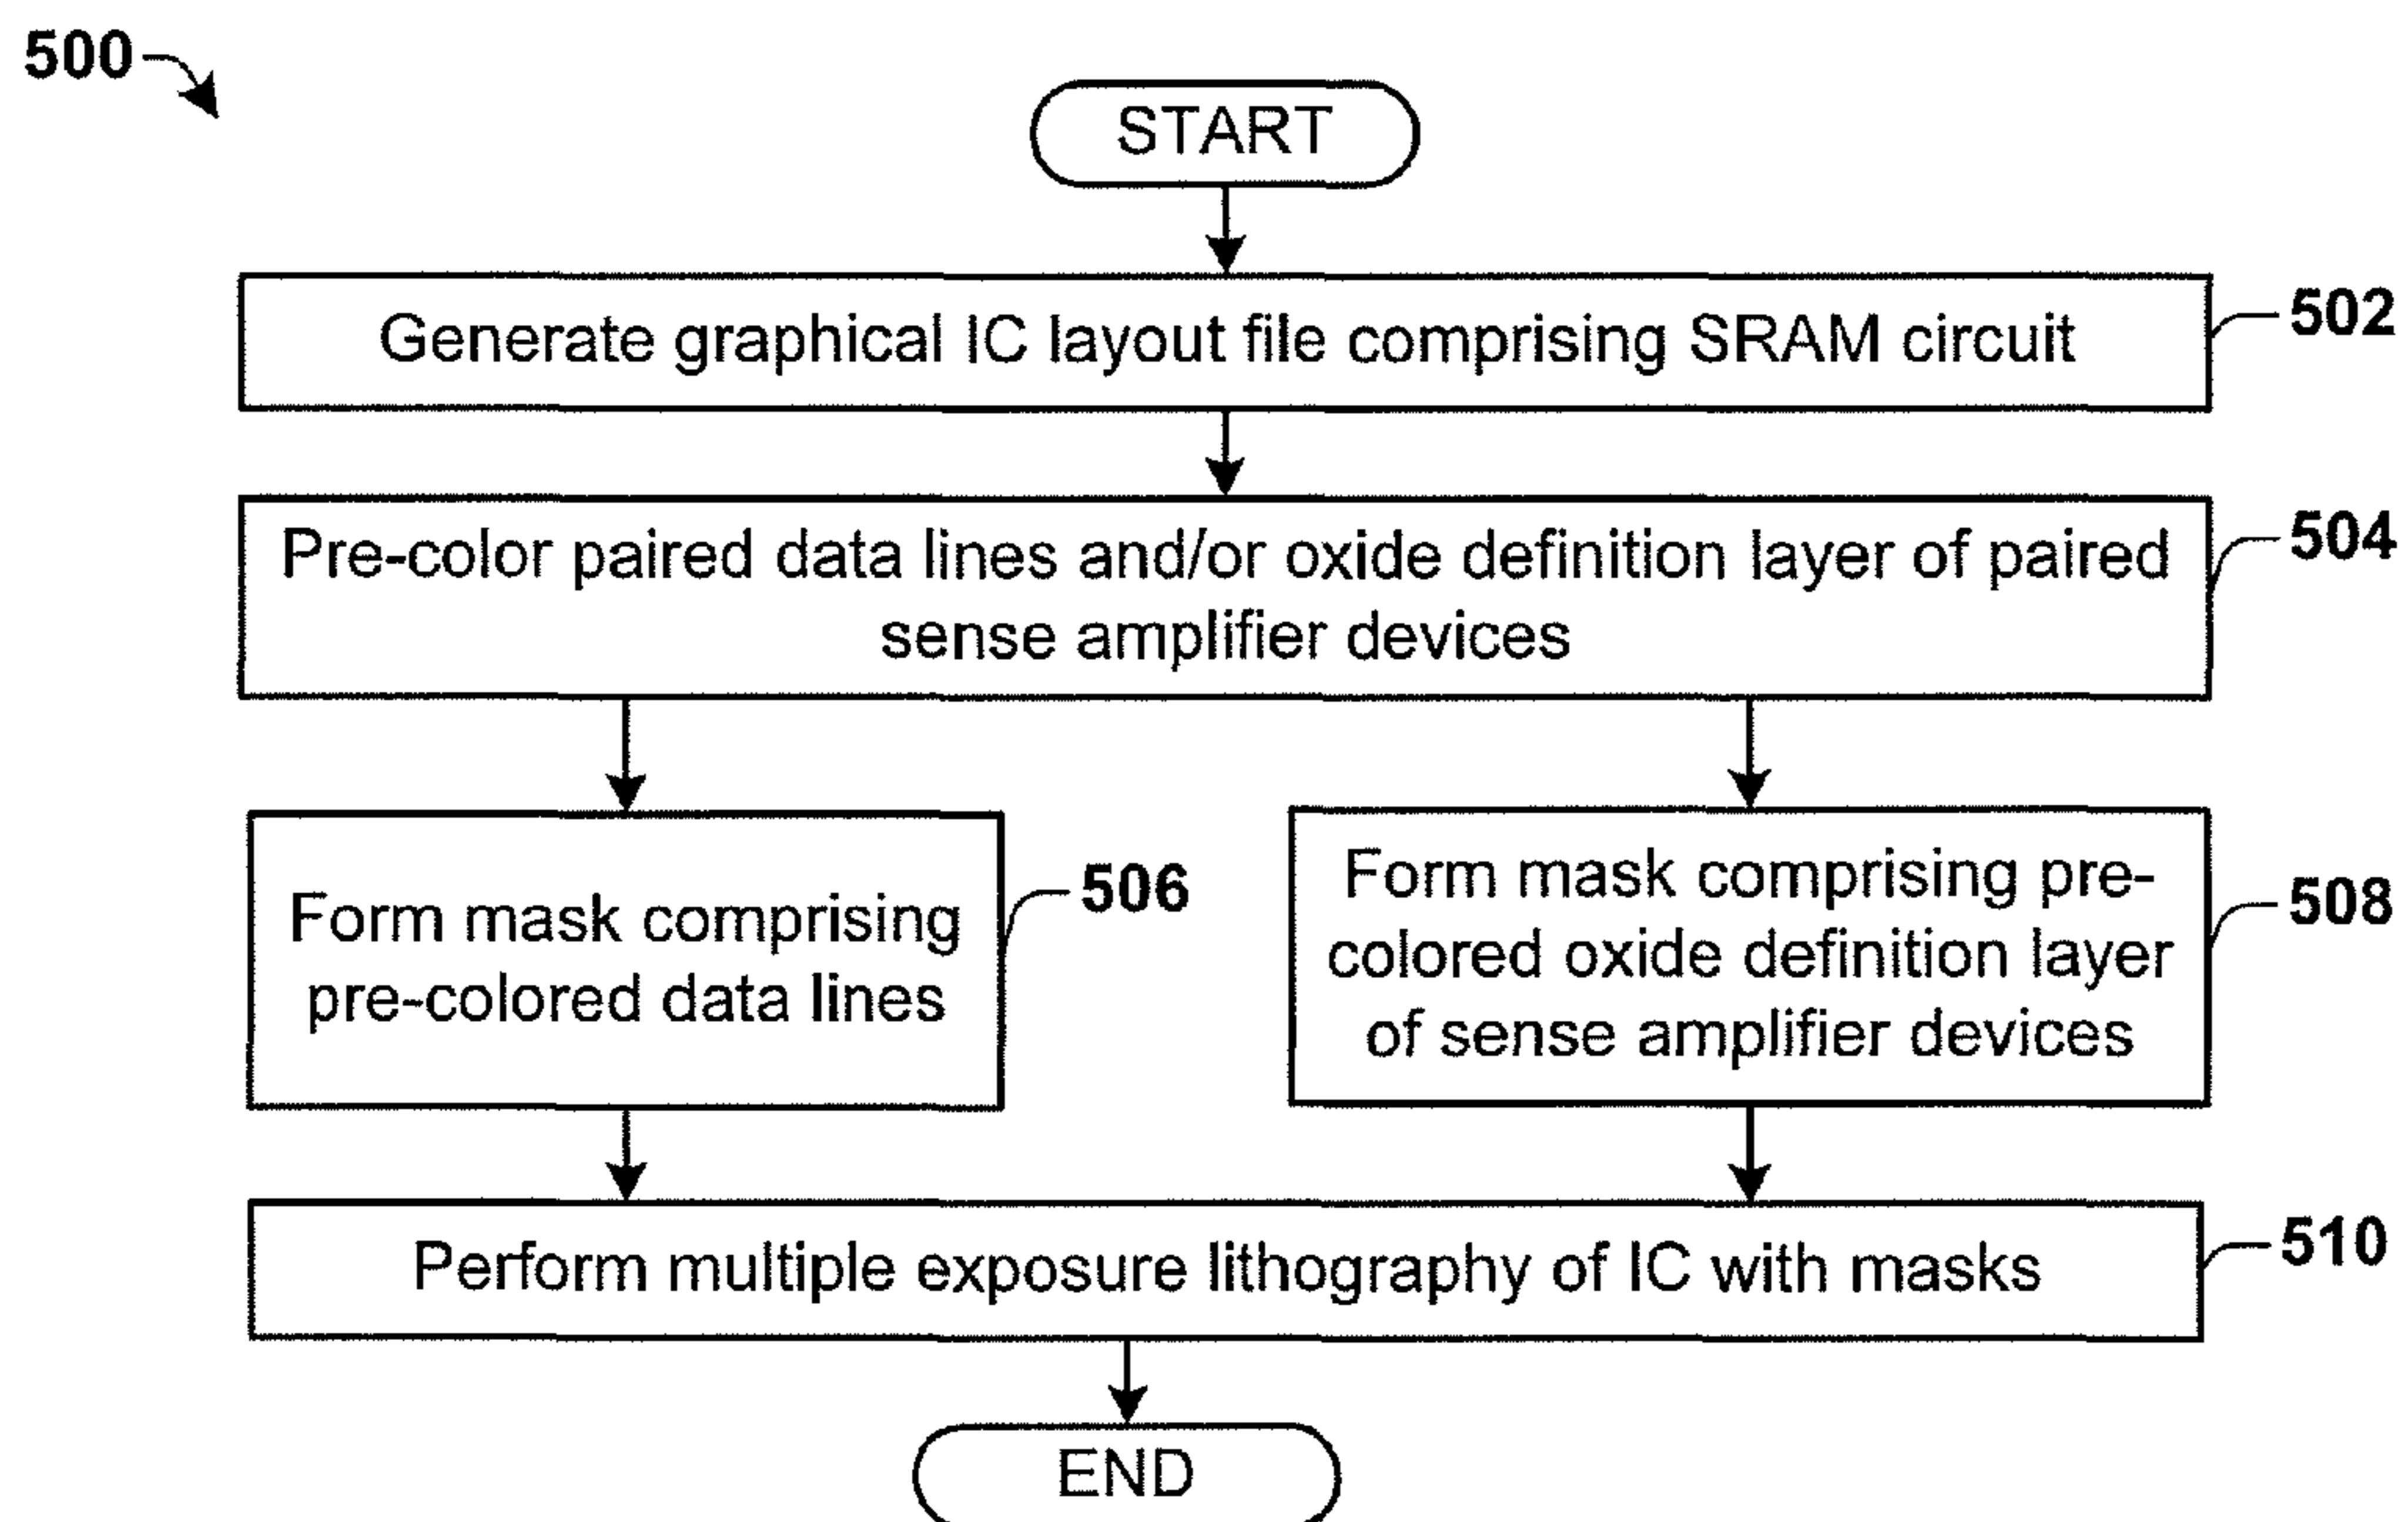 500
START
Generate graphical IC layout file comprising SRAM circuit
502
Pre-color paired data lines and/or oxide definition layer of paired
sense amplifier devices
504
Form mask comprising
pre-colored data lines
506
Form mask comprising pre-
colored oxide definition layer
of sense amplifier devices
508
Perform multiple exposure lithography of IC with masks
510
END